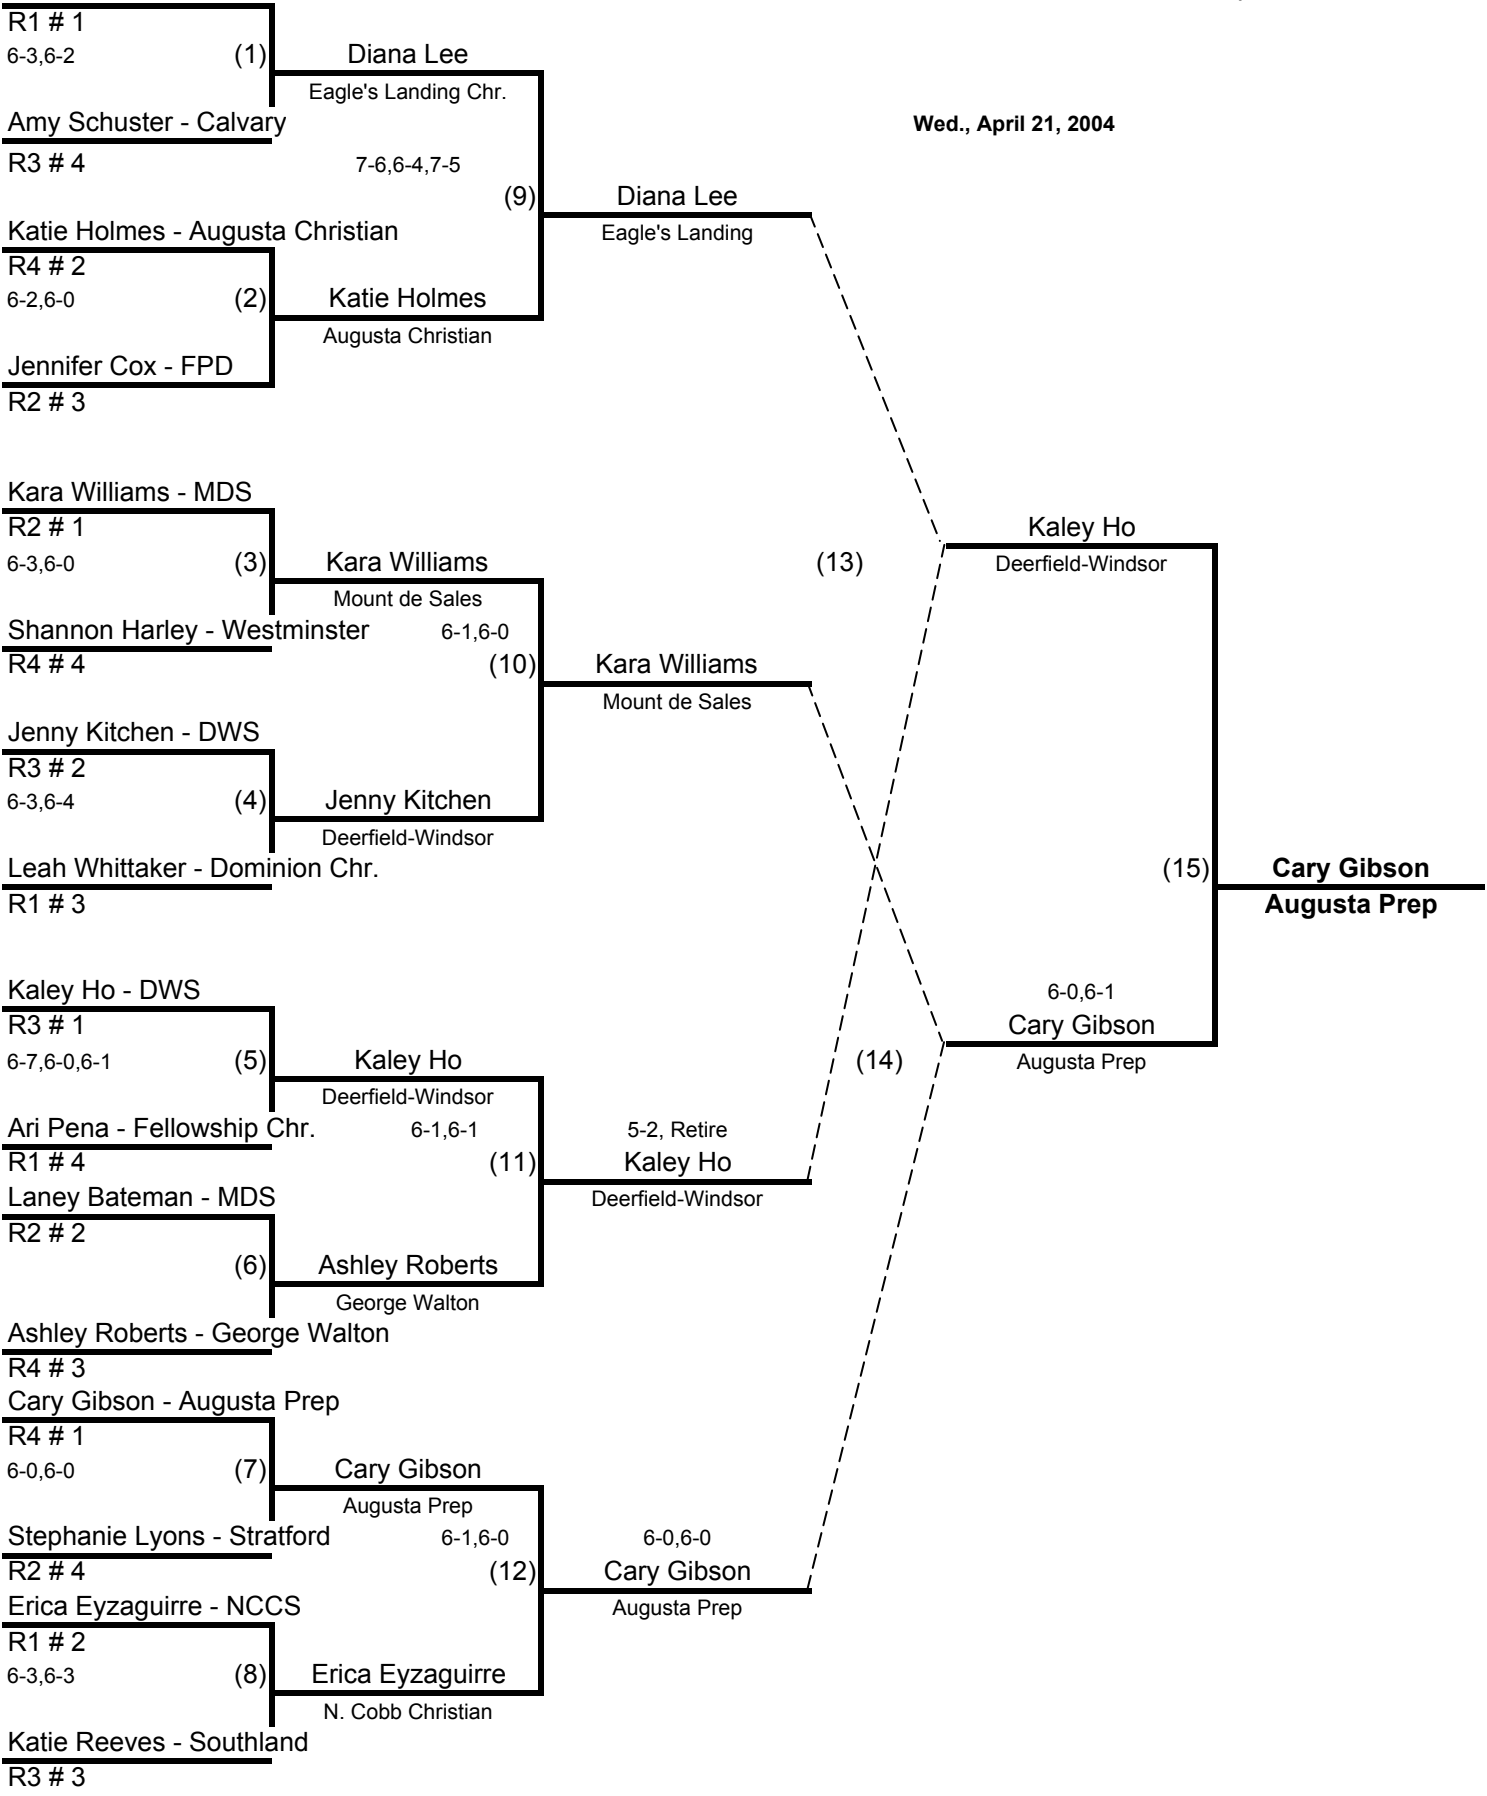 R1 # 1
6-3,6-2
(1)
Diana Lee
Eagle's Landing Chr.
Amy Schuster - Calvary
Wed., April 21, 2004
R3 # 4
7-6,6-4,7-5
(9)
Diana Lee
Eagle's Landing
Katie Holmes - Augusta Christian
R4 # 2
6-2,6-0
(2)
Katie Holmes
Augusta Christian
Jennifer Cox - FPD
R2 # 3
Kara Williams - MDS
R2 # 1
6-3,6-0
(3)
Kara Williams
Mount de Sales
Shannon Harley - Westminster
6-1,6-0
R4 # 4
(10)
Kara Williams
Mount de Sales
Jenny Kitchen - DWS
R3 # 2
6-3,6-4
(4)
Jenny Kitchen
Deerfield-Windsor
Leah Whittaker - Dominion Chr.
R1 # 3
(13)
Kaley Ho
Deerfield-Windsor
(15)
Cary Gibson
Augusta Prep
Kaley Ho - DWS
R3 # 1
6-7,6-0,6-1
(5)
Kaley Ho
Deerfield-Windsor
Ari Pena - Fellowship Chr.
6-1,6-1
R1 # 4
(11)
5-2, Retire
Kaley Ho
Deerfield-Windsor
6-0,6-1
Cary Gibson
(14)
Augusta Prep
Laney Bateman - MDS
R2 # 2
(6)
Ashley Roberts
George Walton
Ashley Roberts - George Walton
R4 # 3
Cary Gibson - Augusta Prep
R4 # 1
6-0,6-0
(7)
Cary Gibson
Augusta Prep
Stephanie Lyons - Stratford
6-1,6-0
R2 # 4
(12)
6-0,6-0
Cary Gibson
Augusta Prep
Erica Eyzaguirre - NCCS
R1 # 2
6-3,6-3
(8)
Erica Eyzaguirre
N. Cobb Christian
Katie Reeves - Southland
R3 # 3